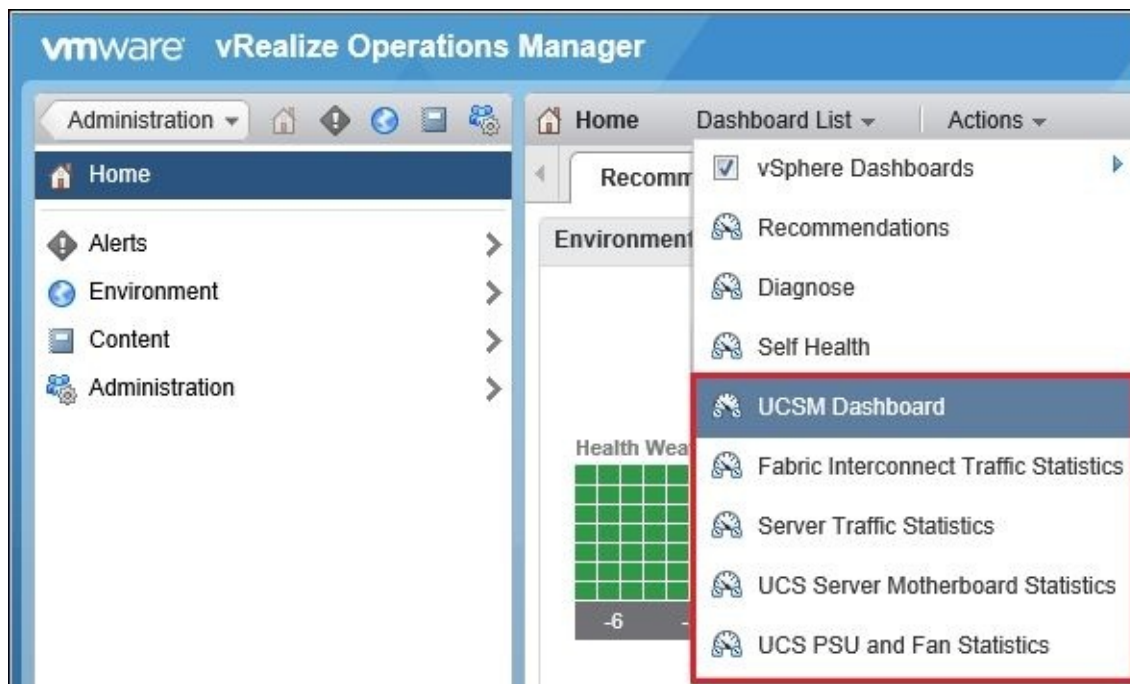 vmware vRealize Operations Manager
Administration
Home Dashboard List Actions
Home
Alerts
Environment
Content
Administration
Environment
Health
-6
vSphere Dashboards
Recommendations
Diagnose
Self Health
UCSM Dashboard
Fabric Interconnect Traffic Statistics
Server Traffic Statistics
UCS Server Motherboard Statistics
UCS PSU and Fan Statistics